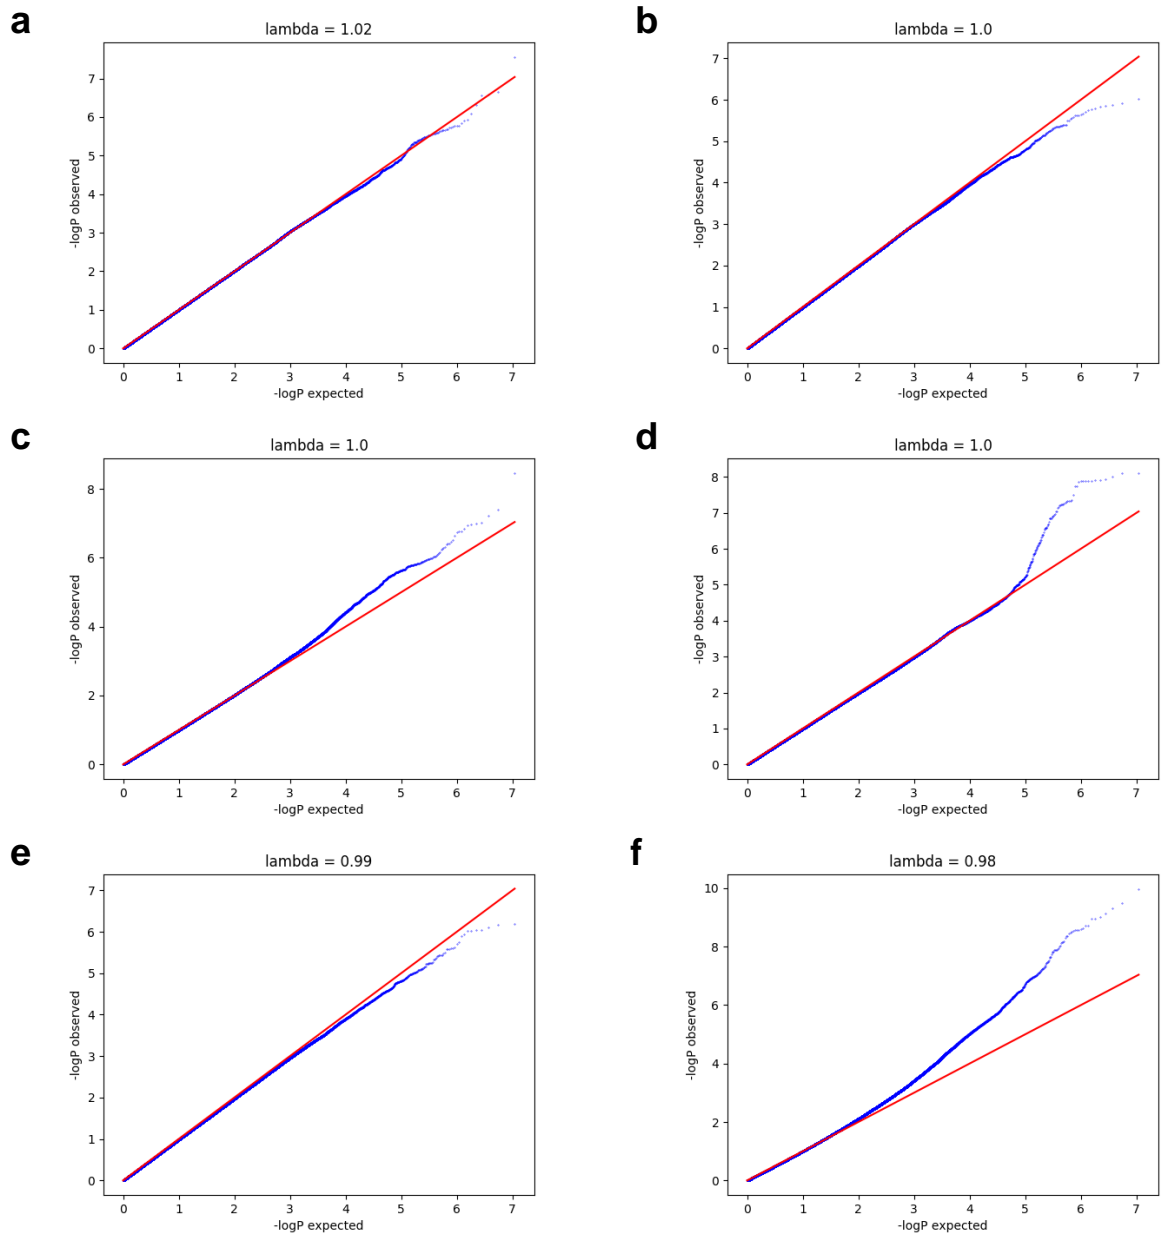 a
lambda = 1.02
7
6
5
4
3
2
1
0
-logP observed
0 1 2 3 4 5 6 7
-logP expected
b
lambda = 1.0
7
6
5
4
3
2
1
0
-logP observed
0 1 2 3 4 5 6 7
-logP expected
c
lambda = 1.0
8
6
4
2
0
-logP observed
0 1 2 3 4 5 6 7
-logP expected
d
lambda = 1.0
8
7
6
5
4
3
2
1
0
-logP observed
0 1 2 3 4 5 6 7
-logP expected
e
lambda = 0.99
7
6
5
4
3
2
1
0
-logP observed
0 1 2 3 4 5 6 7
-logP expected
f
lambda = 0.98
10
8
6
4
2
0
-logP observed
0 1 2 3 4 5 6 7
-logP expected